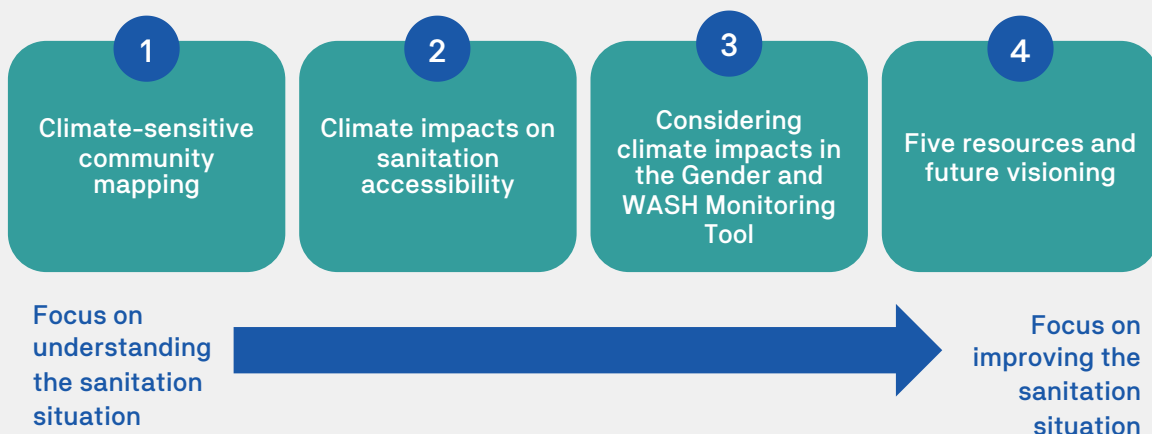 1
Climate-sensitive
community
mapping
2
Climate impacts on
sanitation
accessibility
3
Considering
climate impacts in
the Gender and
WASH Monitoring
Tool
4
Five resources and
future visioning
Focus on
understanding
the sanitation
situation
Focus on
improving the
sanitation
situation